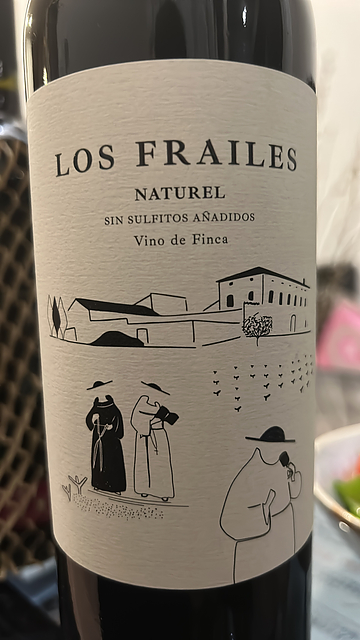 LOS FRAILES
NATUREL
SIN SULFITOS AÑADIDOS
Vino de Finca